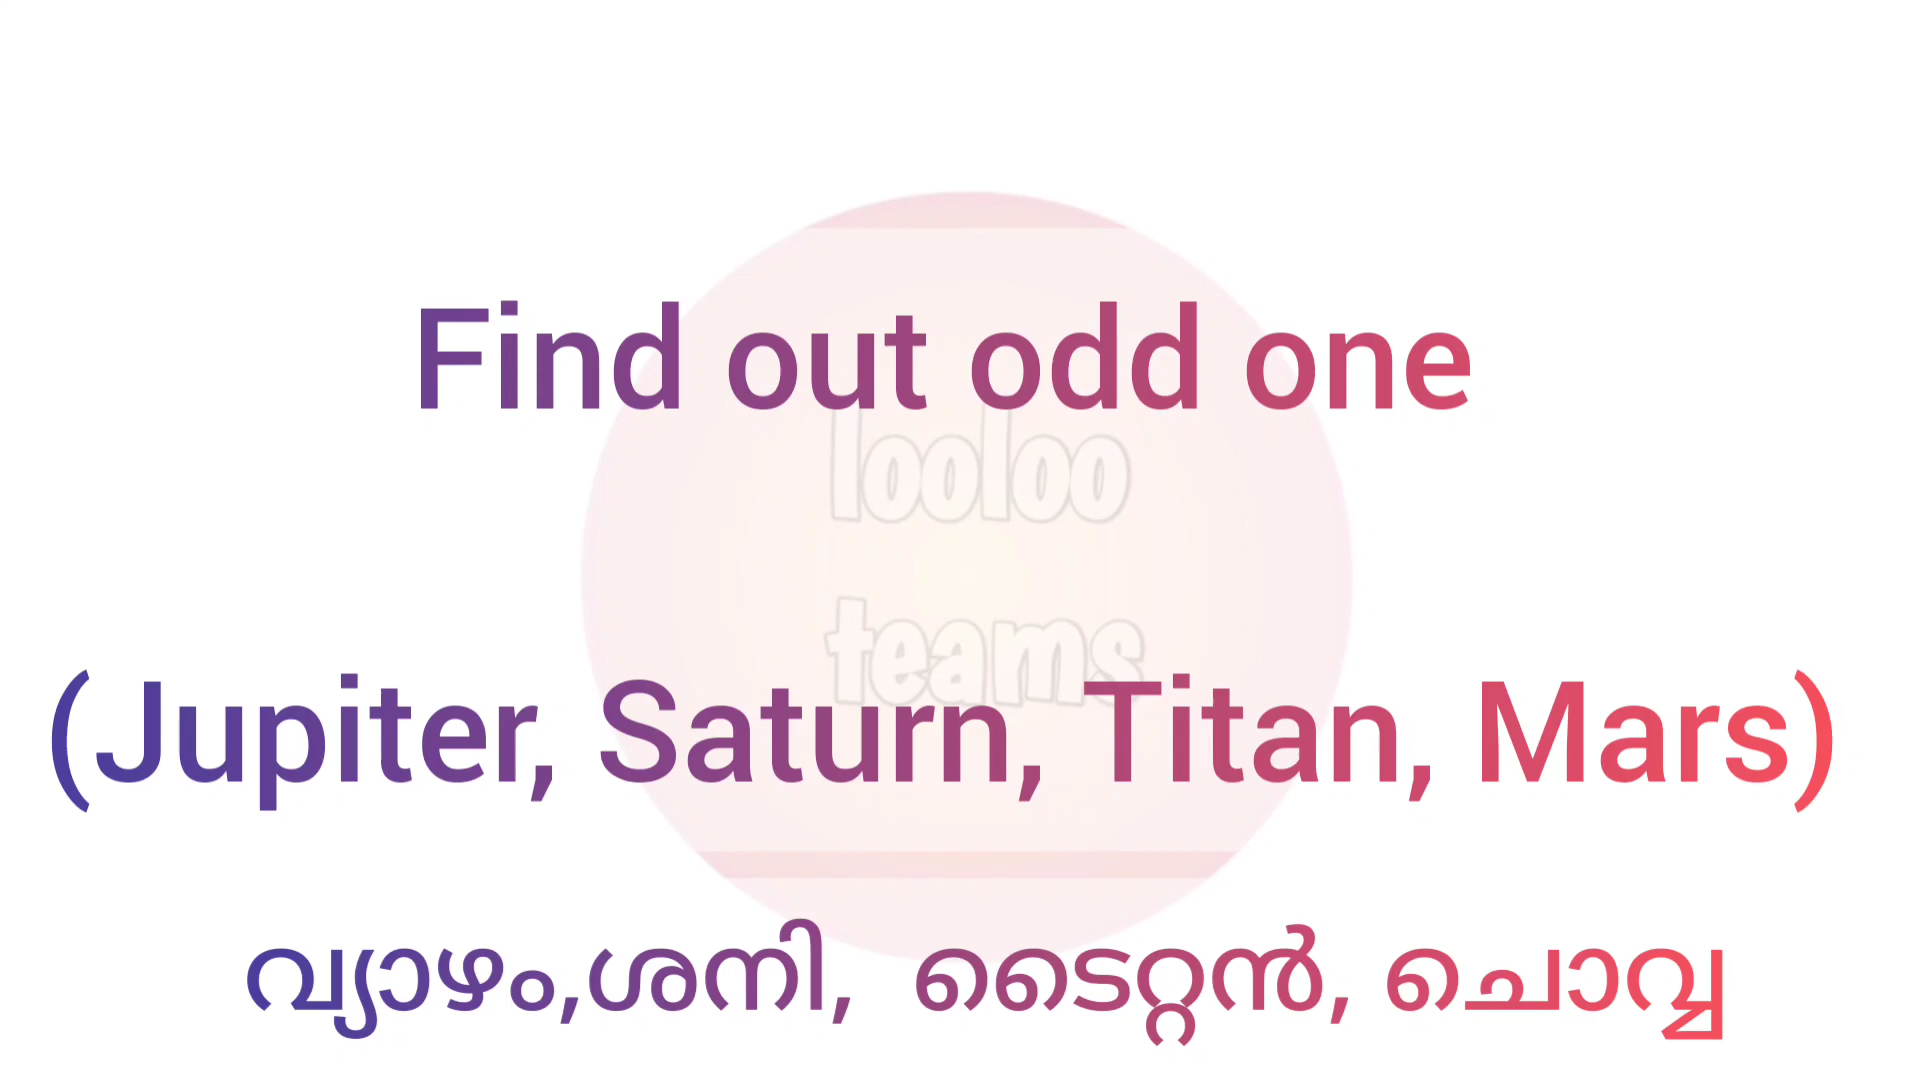 Find out odd one
looloo
teams
(Jupiter, Saturn, Titan, Mars)
വ്യാഴം,ശനി, ടൈറ്റൻ, ചൊവ്വ